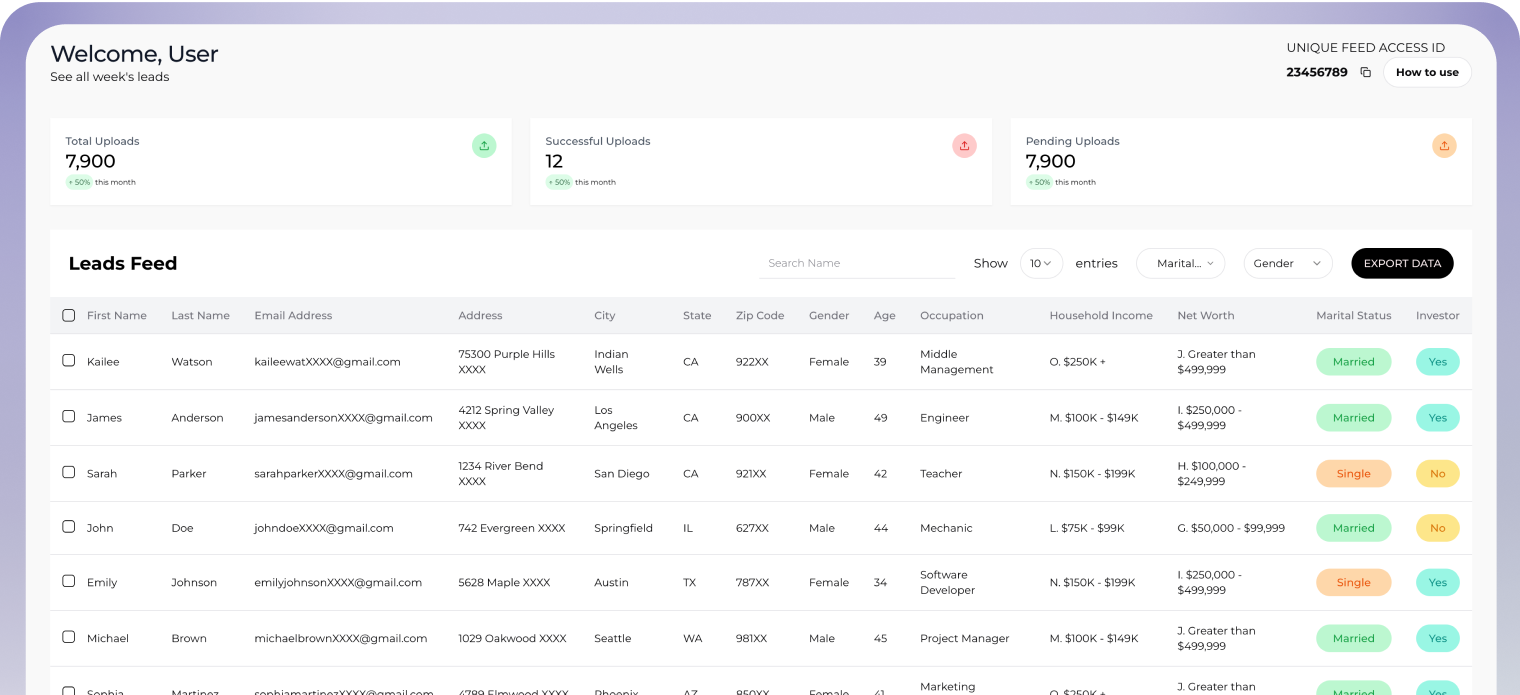 Welcome, User
See all week's leads
UNIQUE FEED ACCESS ID
23456789 How to use
Total Uploads
7,900
+ 50% this month
Successful Uploads
12
+ 50% this month
Pending Uploads
7,900
+ 50% this month
Leads Feed Search Name Show 10 entries Marital... Gender EXPORT DATA
First Name Last Name Email Address Address City State Zip Code Gender Age Occupation Household Income Net Worth Marital Status Investor
Kailee Watson kaileewatXXXX@gmail.com 75300 Purple Hills XXXX Indian Wells CA 922XX Female 39 Middle Management O. $250K + J. Greater than $499,999 Married Yes
James Anderson jamesandersonXXXX@gmail.com 4212 Spring Valley XXXX Los Angeles CA 900XX Male 49 Engineer M. $100K - $149K I. $250,000 - $499,999 Married Yes
Sarah Parker sarahparkerXXXX@gmail.com 1234 River Bend XXXX San Diego CA 921XX Female 42 Teacher N. $150K - $199K H. $100,000 - $249,999 Single No
John Doe johndoeXXXX@gmail.com 742 Evergreen XXXX Springfield IL 627XX Male 44 Mechanic L. $75K - $99K G. $50,000 - $99,999 Married No
Emily Johnson emilyjohnsonXXXX@gmail.com 5628 Maple XXXX Austin TX 787XX Female 34 Software Developer N. $150K - $199K I. $250,000 - $499,999 Single Yes
Michael Brown michaelbrownXXXX@gmail.com 1029 Oakwood XXXX Seattle WA 981XX Male 45 Project Manager M. $100K - $149K J. Greater than $499,999 Married Yes
Sophia Martinez sophiamartinezXXXX@gmail.com 4789 Elmwood XXXX Phoenix AZ 850XX Female 41 Marketing O. $250K + J. Greater than Married Yes